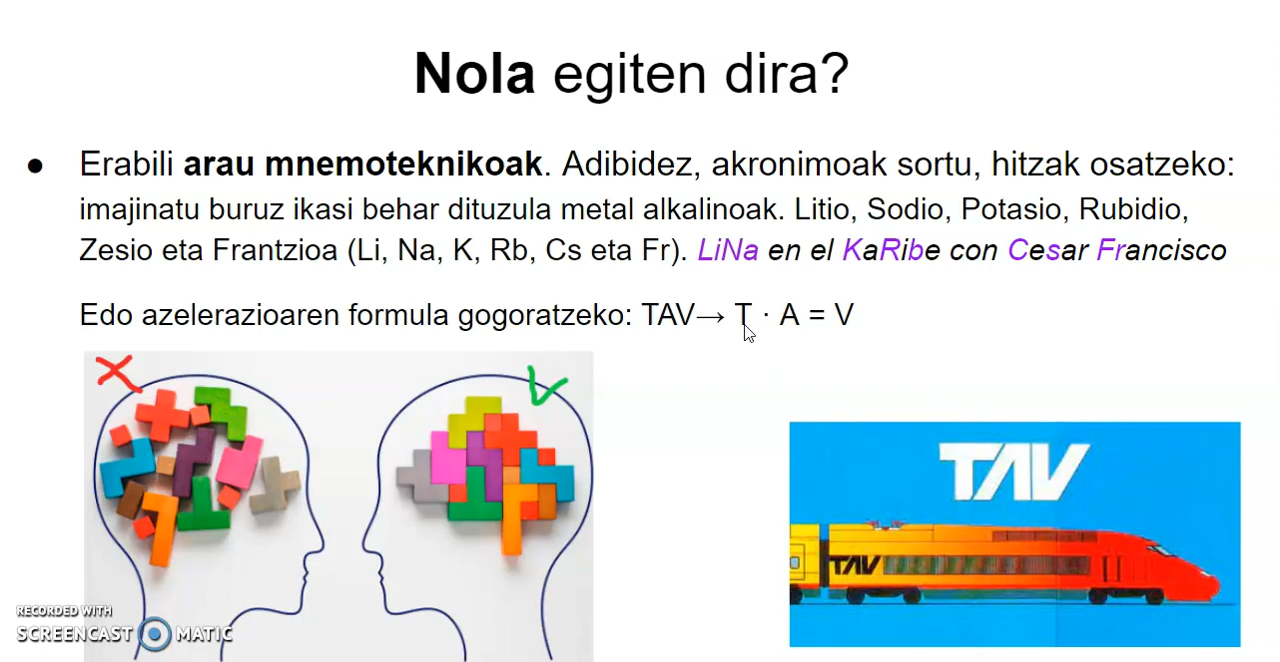 Nola egiten dira?
● Erabili arau mnemoteknikoak. Adibidez, akronimoak sortu, hitzak osatzeko:
imajinatu buruz ikasi behar dituzula metal alkalinoak. Litio, Sodio, Potasio, Rubidio,
Zesio eta Frantzioa (Li, Na, K, Rb, Cs eta Fr). LiNa en el KaRibe con Cesar Francisco
Edo azelerazioaren formula gogoratzeko: TAV→ T · A = V
TAV
TAV
RECORDED WITH
SCREENCAST MATIC